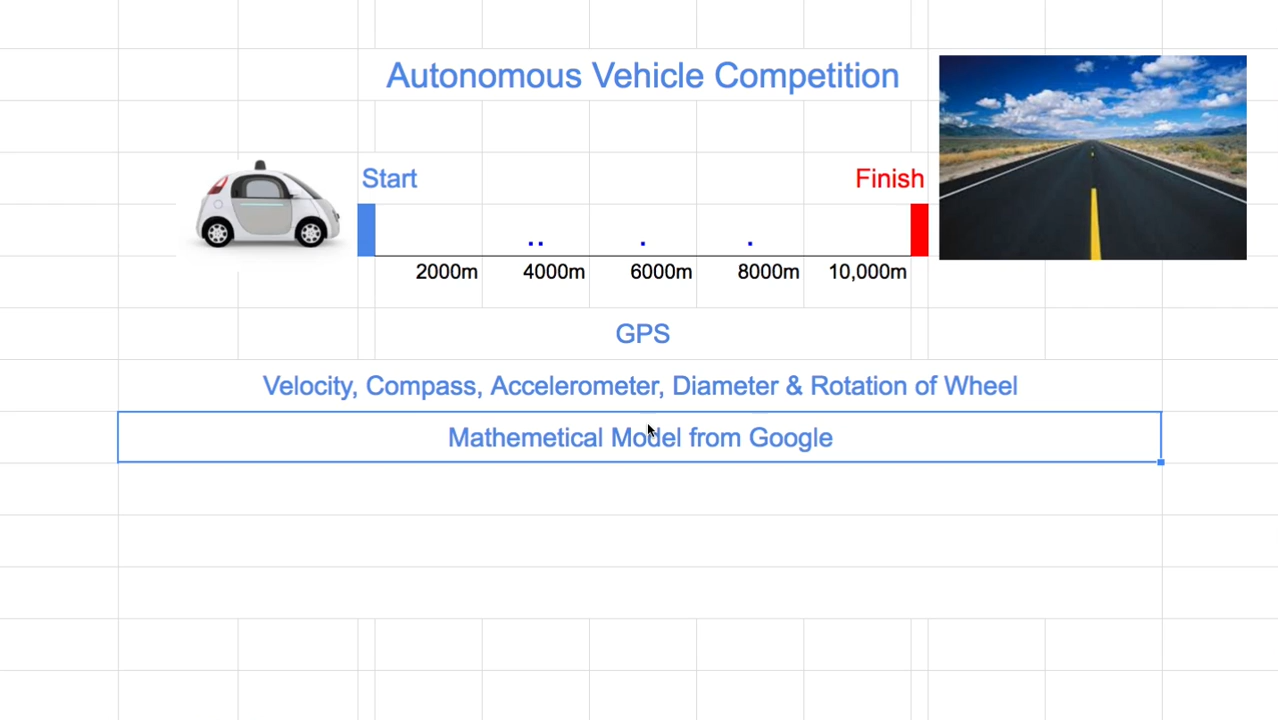 Autonomous Vehicle Competition
Start
Finish
2000m 4000m 6000m 8000m 10,000m
GPS
Velocity, Compass, Accelerometer, Diameter & Rotation of Wheel
Mathemetical Model from Google